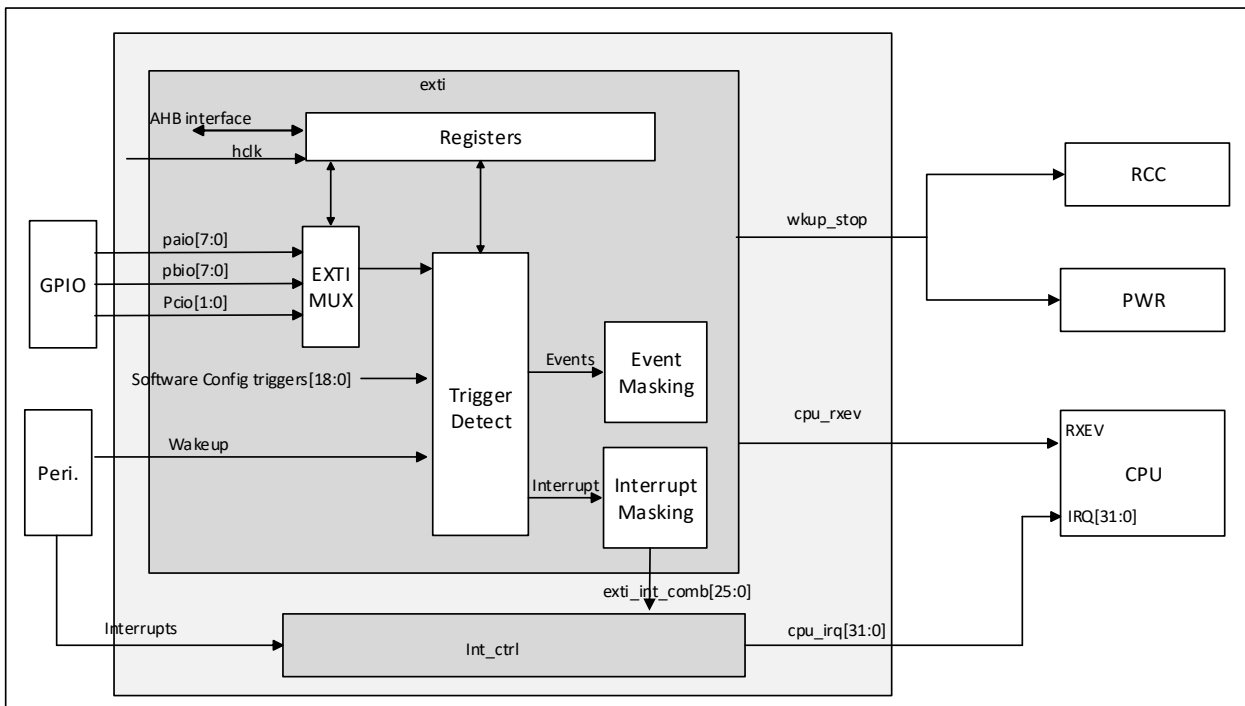 exti
AHB interface
Registers
hclk
RCC
wkup_stop
paio[7:0]
pbio[7:0]
Pcio[1:0]
GPIO
EXTI
MUX
PWR
Events
Event
Masking
Software Config triggers[18:0]
Trigger
Detect
cpu_rxev
RXEV
Wakeup
Peri.
CPU
Interrupt
Interrupt
Masking
IRQ[31:0]
exti_int_comb[25:0]
Interrupts
cpu_irq[31:0]
Int_ctrl